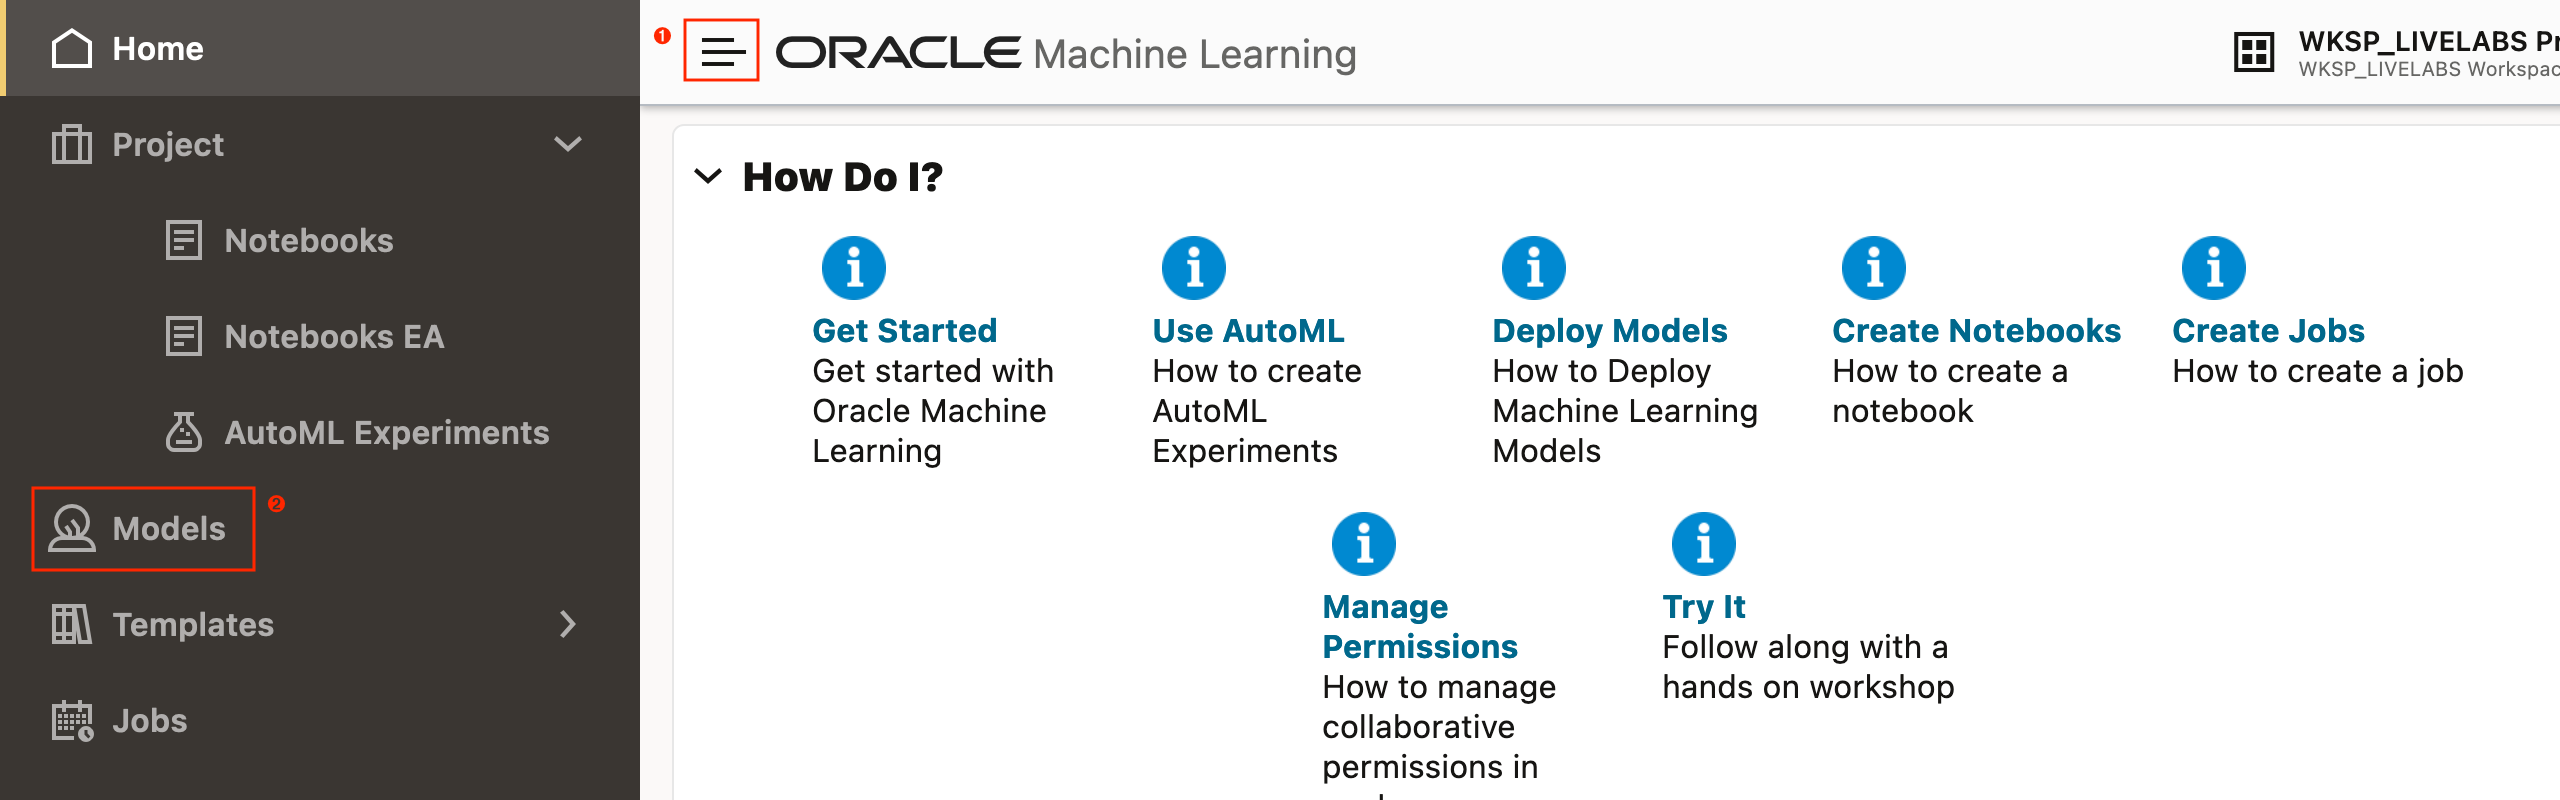 Home
Project
Notebooks
Notebooks EA
AutoML Experiments
Models
2
Templates
Jobs
1
ORACLE Machine Learning
WKSP_LIVELABS Pr
WKSP_LIVELABS Workspac
How Do I?
Get Started
Get started with
Oracle Machine
Learning
Use AutoML
How to create
AutoML
Experiments
Deploy Models
How to Deploy
Machine Learning
Models
Create Notebooks
How to create a
notebook
Create Jobs
How to create a job
Manage
Permissions
How to manage
collaborative
permissions in
Try It
Follow along with a
hands on workshop